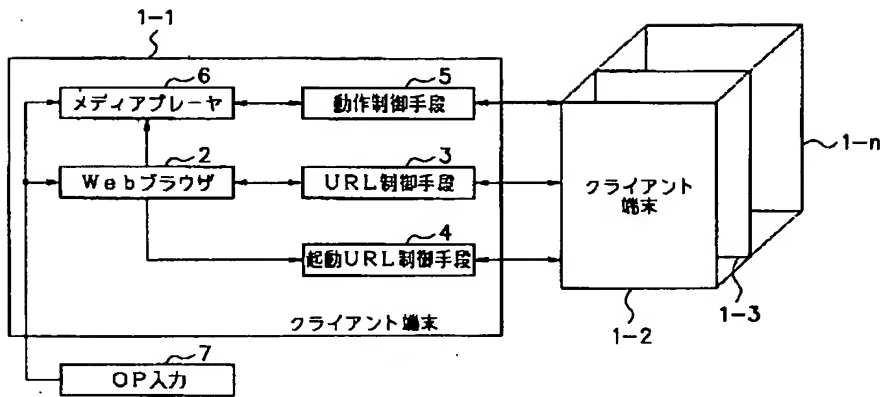 1-1
6
メディアプレーヤ
5
動作制御手段
2
Webブラウザ
3
URL制御手段
4
起動URL制御手段
クライアント端末
7
OP入力
クライアント
端末
1-2
1-3
1-n